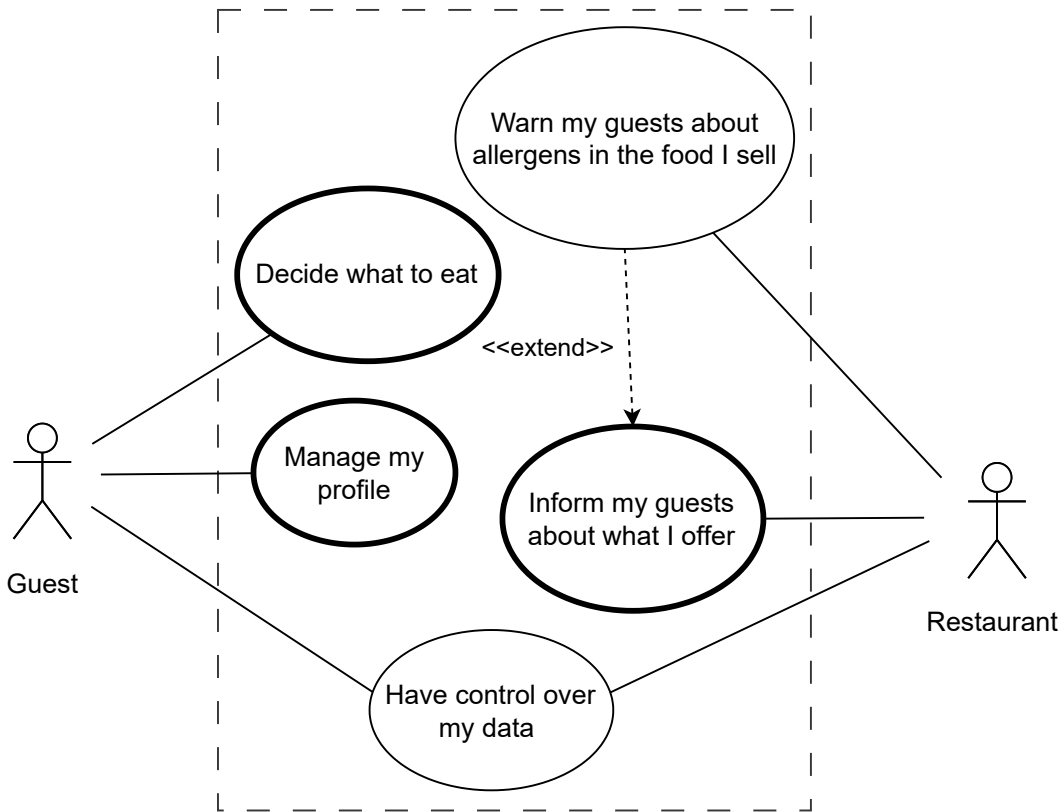 Warn my guests about
allergens in the food I sell
Decide what to eat
<<extend>>
Manage my
profile
Inform my guests
about what I offer
Guest
Restaurant
Have control over
my data